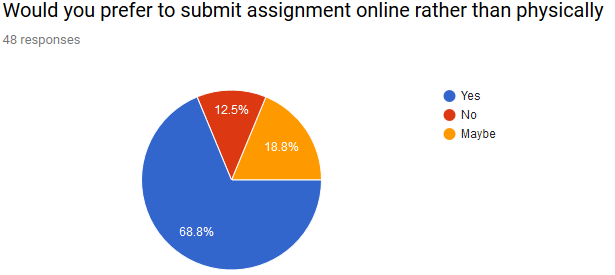 Would you prefer to submit assignment online rather than physically
48 responses
Yes
No
Maybe
12.5%
18.8%
68.8%